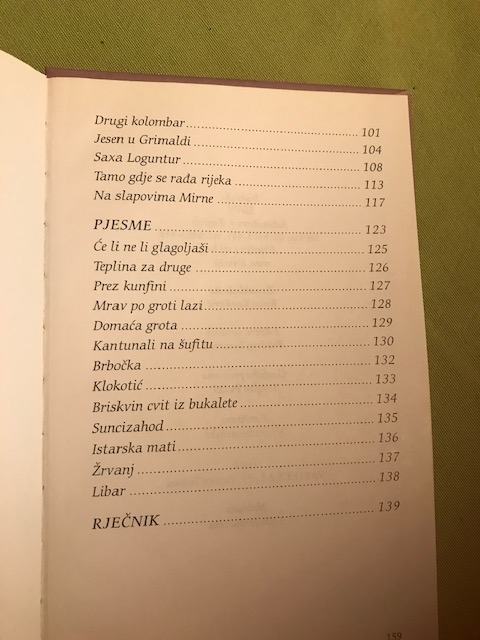 Drugi kolombar 101
Jesen u Grimaldi 104
Saxa Loguntur 108
Tamo gdje se rađa rijeka 113
Na slapovima Mirne 117
PJESME 123
Će li ne li glagoljaši 125
Teplina za druge 126
Prez kunfini 127
Mrav po groti lazi 128
Domaća grota 129
Kantunali na šufitu 130
Brbočka 132
Klokotić 133
Briskvin cvit iz bukalete 134
Suncizahod 135
Istarska mati 136
Žrvanj 137
Libar 138
RJEČNIK 139
159